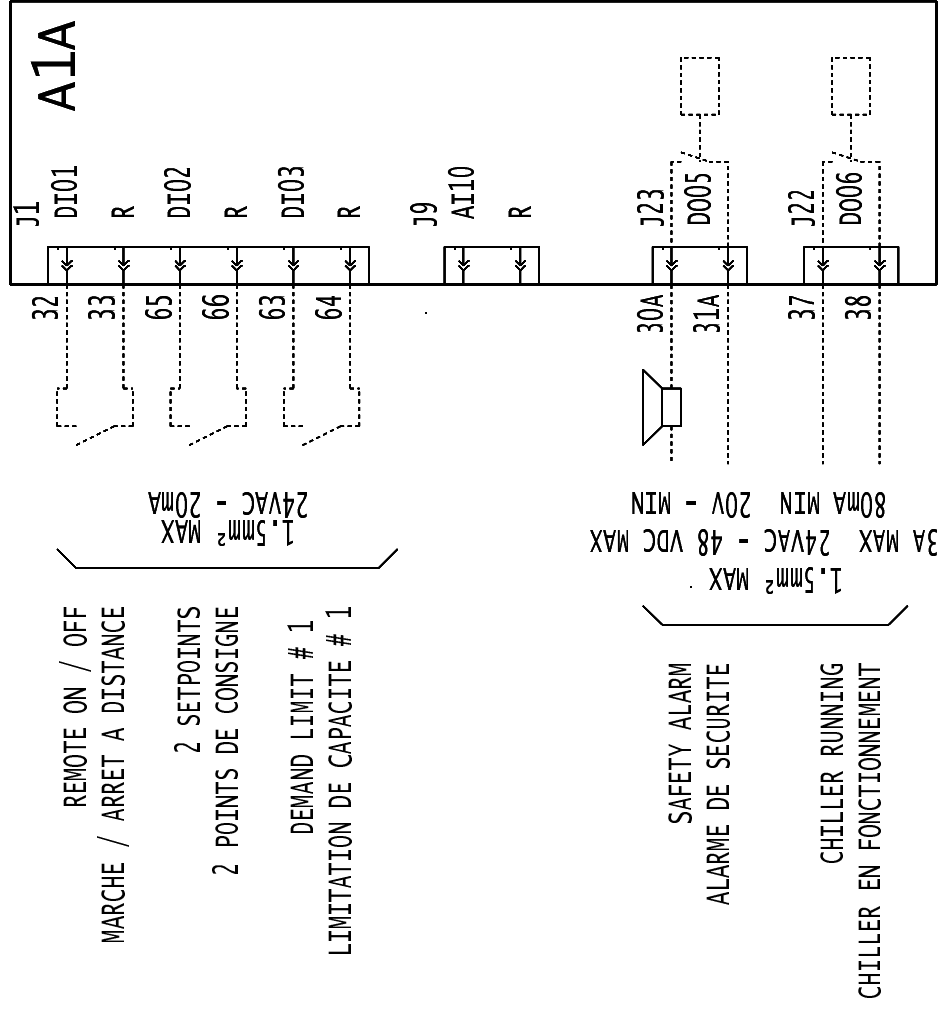 A1A
J1
DI01
R
DI02
R
DI03
R
J9
AI10
R
J23
DO05
J22
DO06
32
33
65
66
63
64
30A
31A
37
38
24VAC - 20mA
1.5mm² MAX
80mA MIN 20V - MIN
3A MAX 24VAC - 48 VDC MAX
1.5mm² MAX
REMOTE ON / OFF
MARCHE / ARRET A DISTANCE
2 SETPOINTS
2 POINTS DE CONSIGNE
DEMAND LIMIT # 1
LIMITATION DE CAPACITE # 1
SAFETY ALARM
ALARME DE SECURITE
CHILLER RUNNING
CHILLER EN FONCTIONNEMENT